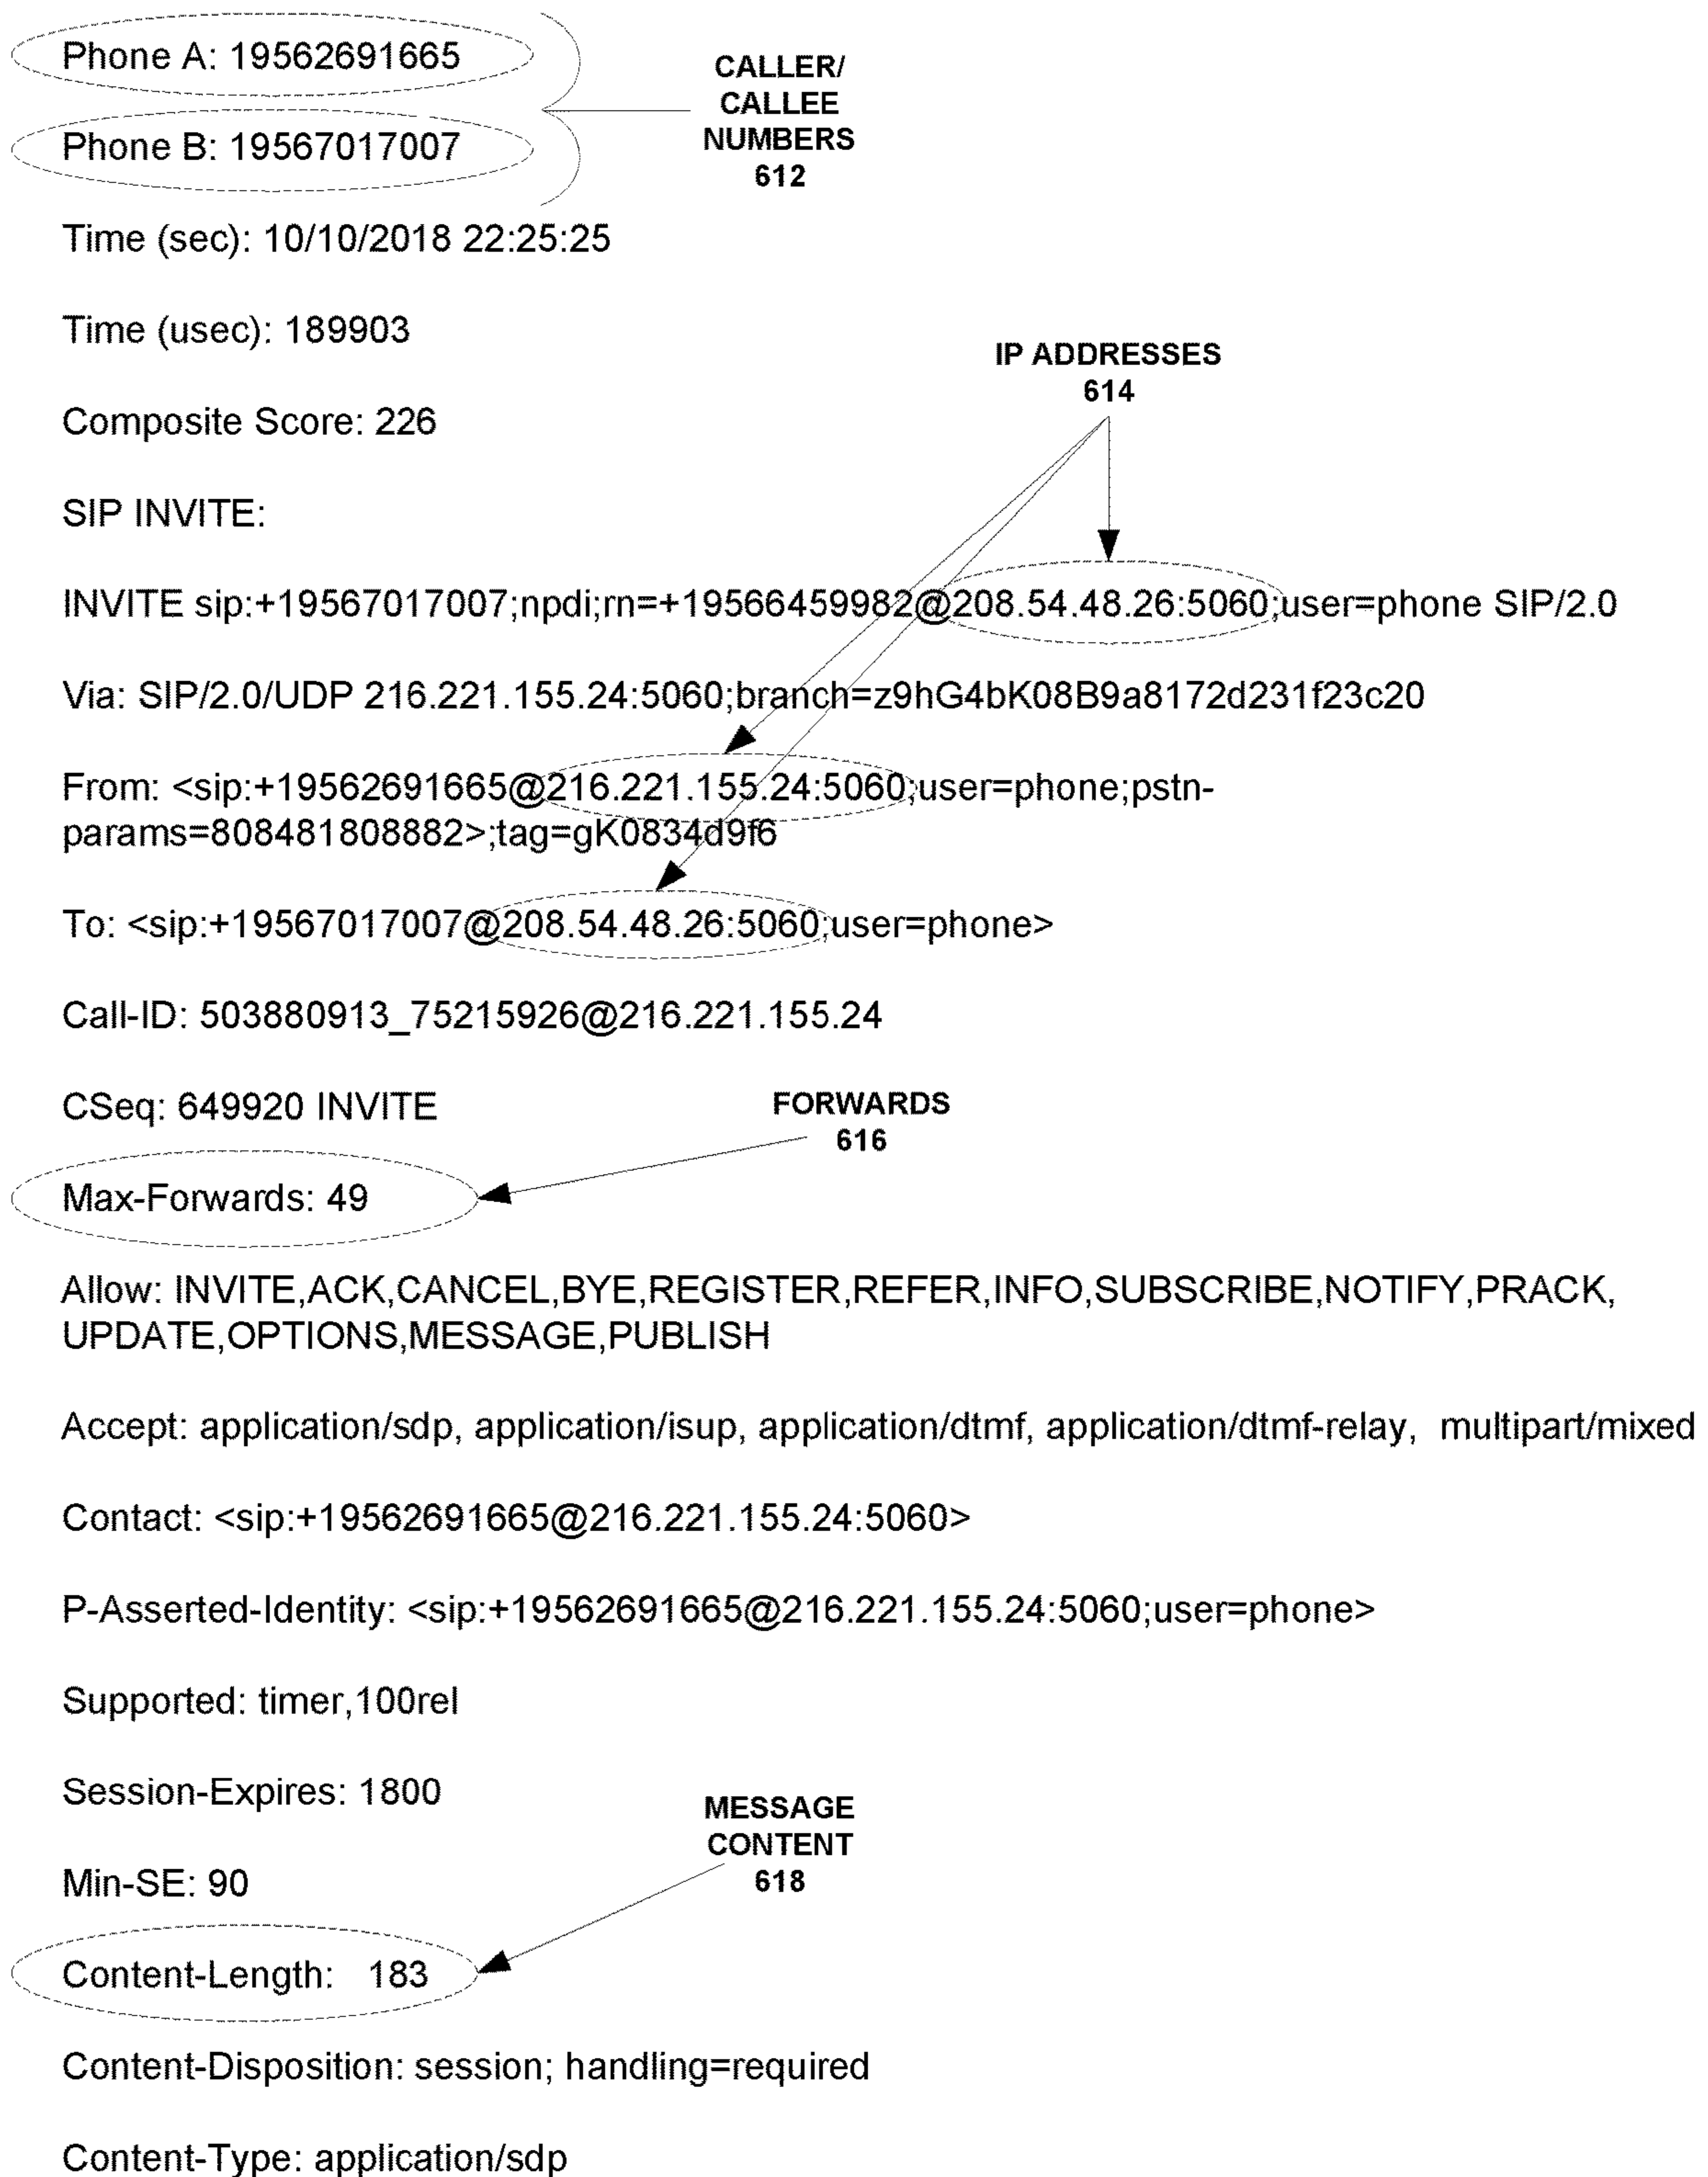 Phone A: 19562691665
CALLER/
CALLEE
NUMBERS
612
Phone B: 19567017007
Time (sec): 10/10/2018 22:25:25
Time (usec): 189903
IP ADDRESSES
614
Composite Score: 226
SIP INVITE:
INVITE sip:+19567017007;npdi;rn=+19566459982@208.54.48.26:5060;user=phone SIP/2.0
Via: SIP/2.0/UDP 216.221.155.24:5060;branch=z9hG4bK08B9a8172d231f23c20
From: <sip:+19562691665@216.221.155.24:5060;user=phone;pstn-
params=808481808882>;tag=gK0834d9f6
To: <sip:+19567017007@208.54.48.26:5060;user=phone>
Call-ID: 503880913_75215926@216.221.155.24
CSeq: 649920 INVITE
FORWARDS
616
Max-Forwards: 49
Allow: INVITE,ACK,CANCEL,BYE,REGISTER,REFER,INFO,SUBSCRIBE,NOTIFY,PRACK,
UPDATE,OPTIONS,MESSAGE,PUBLISH
Accept: application/sdp, application/isup, application/dtmf, application/dtmf-relay,  multipart/mixed
Contact: <sip:+19562691665@216.221.155.24:5060>
P-Asserted-Identity: <sip:+19562691665@216.221.155.24:5060;user=phone>
Supported: timer,100rel
Session-Expires: 1800
MESSAGE
CONTENT
618
Min-SE: 90
Content-Length:   183
Content-Disposition: session; handling=required
Content-Type: application/sdp